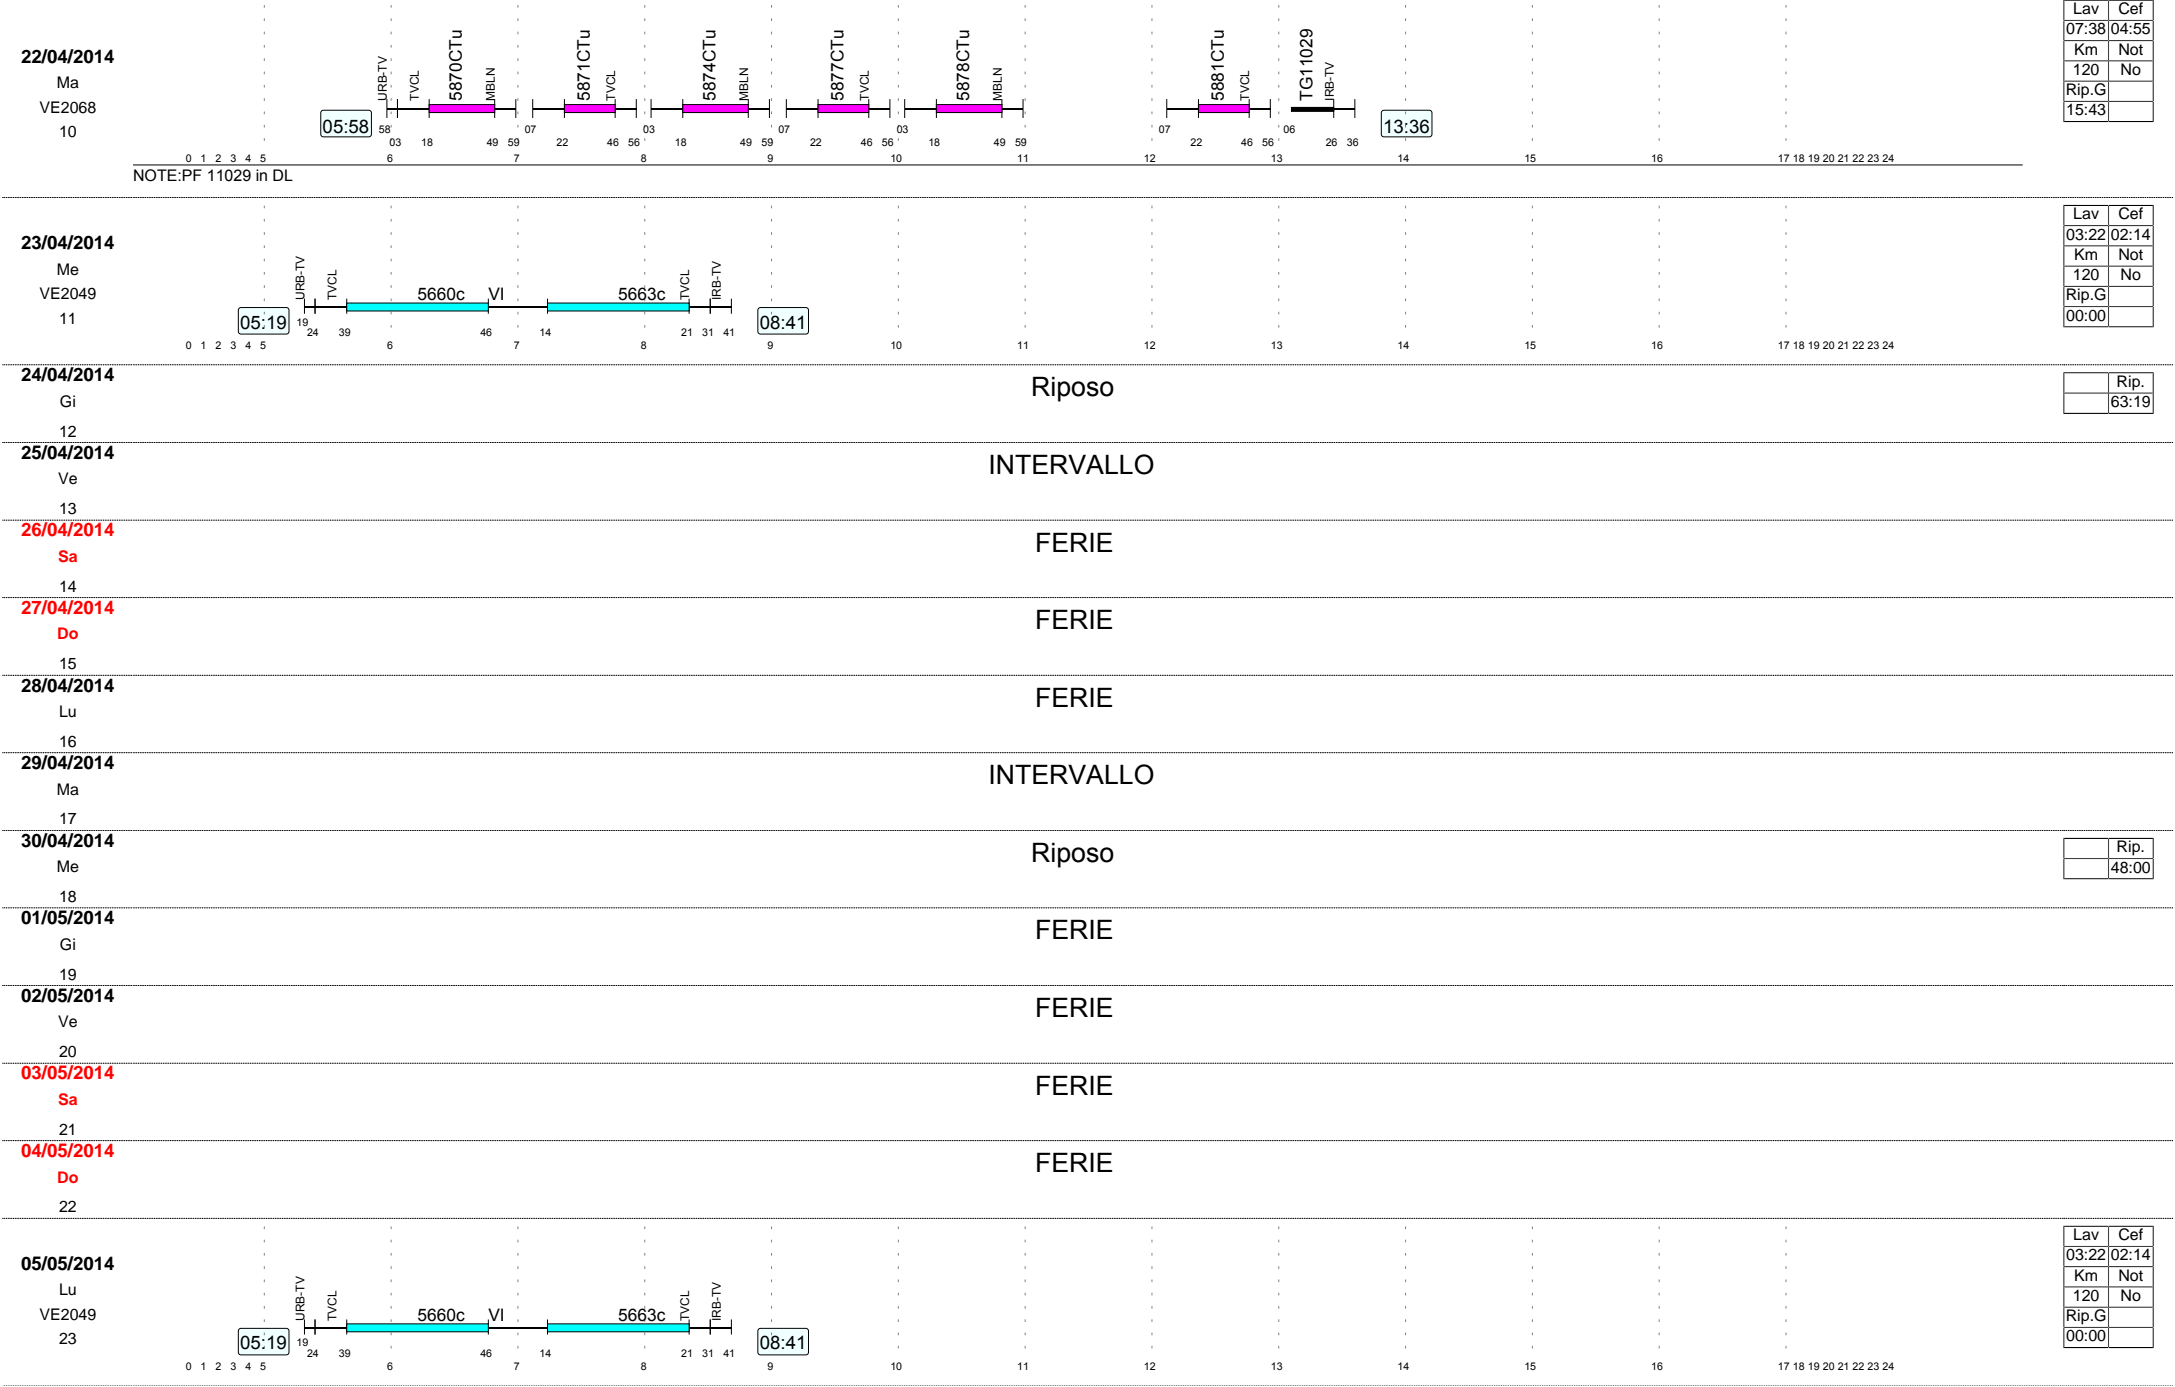 Lav Cef
07:38 04:55
Km Not
120 No
Rip.G
15:43
22/04/2014
Ma
VE2068
10
05:58
URB-TV TVCL 5870CTu MBLN 5871CTu TVCL 5874CTu MBLN 5877CTu TVCL 5878CTu MBLN 5881CTu TVCL TG11029 IRB-TV
13:36
58 07 03 07 03 07 06
03 18 49 59 22 46 56 18 49 59 22 46 56 18 49 59 22 46 56 26 36
0 1 2 3 4 5 6 7 8 9 10 11 12 13 14 15 16 17 18 19 20 21 22 23 24
NOTE:PF 11029 in DL
Lav Cef
03:22 02:14
Km Not
120 No
Rip.G
00:00
23/04/2014
Me
VE2049
11
05:19
URB-TV TVCL 5660c VI 5663c TVCL IRB-TV
08:41
19
24 39 46 14 21 31 41
0 1 2 3 4 5 6 7 8 9 10 11 12 13 14 15 16 17 18 19 20 21 22 23 24
24/04/2014
Gi
12
Riposo
Rip.
63:19
25/04/2014
Ve
13
INTERVALLO
26/04/2014
Sa
14
FERIE
27/04/2014
Do
15
FERIE
28/04/2014
Lu
16
FERIE
29/04/2014
Ma
17
INTERVALLO
30/04/2014
Me
18
Riposo
Rip.
48:00
01/05/2014
Gi
19
FERIE
02/05/2014
Ve
20
FERIE
03/05/2014
Sa
21
FERIE
04/05/2014
Do
22
FERIE
Lav Cef
03:22 02:14
Km Not
120 No
Rip.G
00:00
05/05/2014
Lu
VE2049
23
05:19
URB-TV TVCL 5660c VI 5663c TVCL IRB-TV
08:41
19
24 39 46 14 21 31 41
0 1 2 3 4 5 6 7 8 9 10 11 12 13 14 15 16 17 18 19 20 21 22 23 24